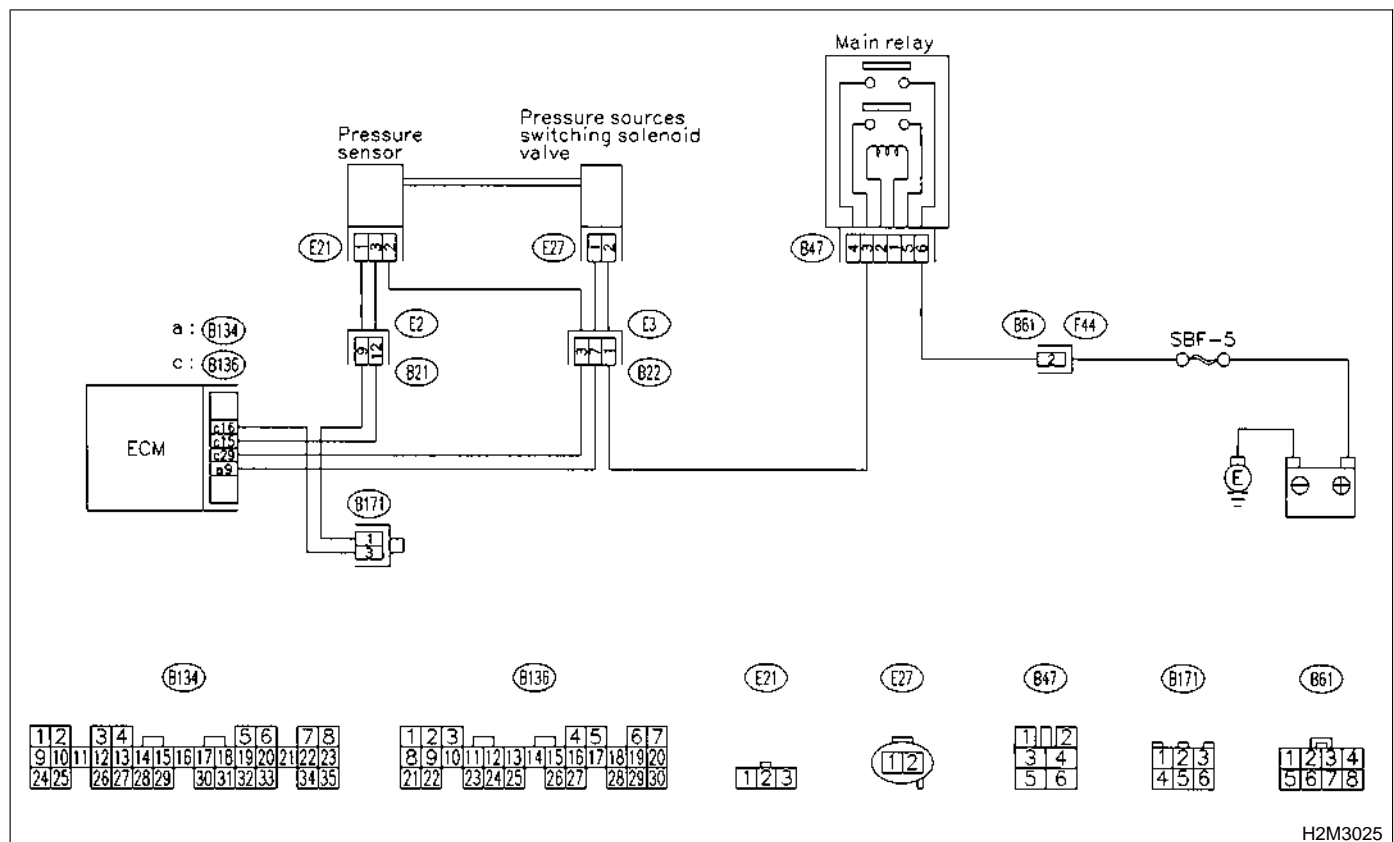 Main relay
Pressure sources
switching solenoid
valve
Pressure
sensor
E21
1 3 2
E27
1 2
B47
4 3 2 1 5 6
a : B134
c : B136
E2
9 12
B21
E3
3 7 1
B22
B61
F44
2
SBF-5
ECM
c16
c15
c29
a9
B171
1
3
E
⊖ ⊕
B134
B136
E21
E27
B47
B171
B61
1 2 3 4 5 6 7 8
9 10 11 12 13 14 15 16 17 18 19 20 21 22 23
24 25 26 27 28 29 30 31 32 33 34 35
1 2 3 4 5 6 7
8 9 10 11 12 13 14 15 16 17 18 19 20
21 22 23 24 25 26 27 28 29 30
1 2 3
1 2
1 2
3 4
5 6
1 2 3
4 5 6
1 2 3 4
5 6 7 8
H2M3025